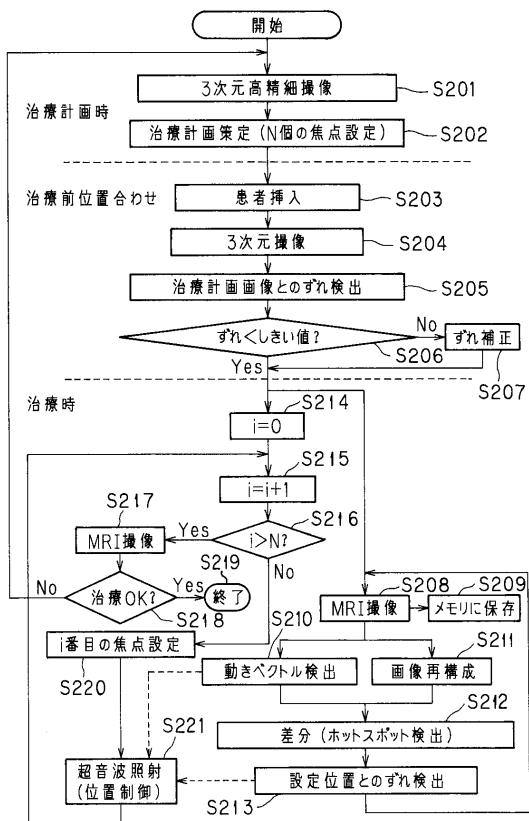 開始
3次元高精細撮像
S201
治療計画時
治療計画策定(N個の焦点設定)
S202
治療前位置合わせ
患者挿入
S203
3次元撮像
S204
治療計画画像とのずれ検出
S205
ずれ<しきい値?
No
ずれ補正
S206
Yes
S207
治療時
S214
i=0
S215
i=i+1
S217
S216
MRI撮像
Yes
i>N?
S219
No
No
治療OK?
Yes
終了
S218
S208
S209
MRI撮像
メモリに保存
i番目の焦点設定
S210
S211
S220
動きベクトル検出
画像再構成
S212
差分(ホットスポット検出)
S221
超音波照射
(位置制御)
設定位置とのずれ検出
S213